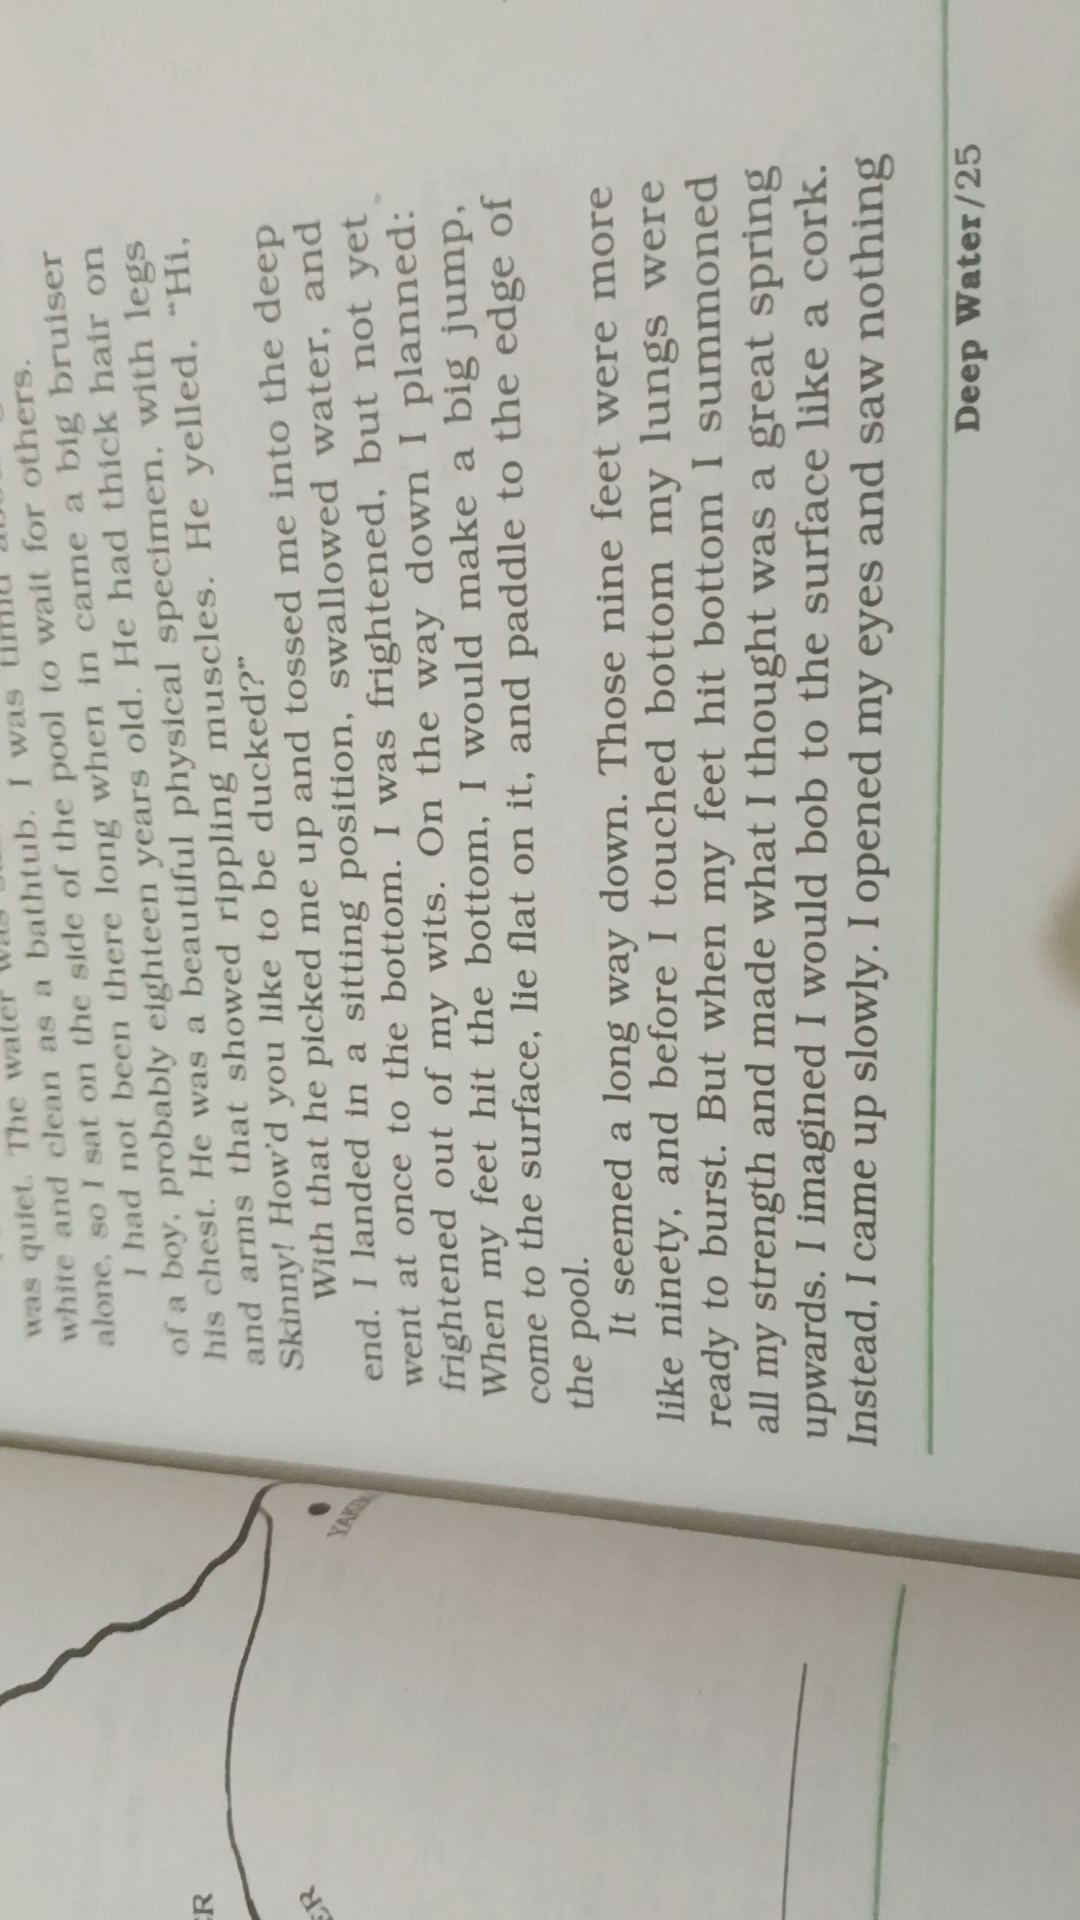 was quiet. The water was
white and clean as a bathtub. I was timid
alone, so I sat on the side of the pool to wait for others.
I had not been there long when in came a big bruiser
of a boy, probably eighteen years old. He had thick hair on
his chest. He was a beautiful physical specimen, with legs
and arms that showed rippling muscles. He yelled, “Hi,
Skinny! How’d you like to be ducked?”
With that he picked me up and tossed me into the deep
end. I landed in a sitting position, swallowed water, and
went at once to the bottom. I was frightened, but not yet
frightened out of my wits. On the way down I planned:
When my feet hit the bottom, I would make a big jump,
come to the surface, lie flat on it, and paddle to the edge of
the pool.
It seemed a long way down. Those nine feet were more
like ninety, and before I touched bottom my lungs were
ready to burst. But when my feet hit bottom I summoned
all my strength and made what I thought was a great spring
upwards. I imagined I would bob to the surface like a cork.
Instead, I came up slowly. I opened my eyes and saw nothing
Deep Water/25
YAKIM
ER
ER